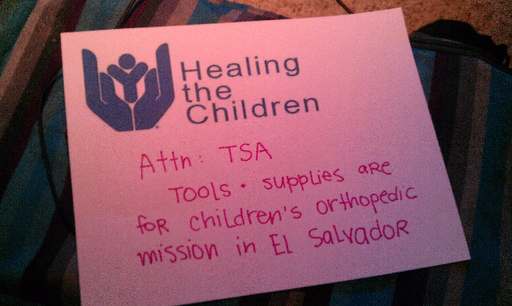 Healing
the
Children
Attn: TSA
TOOLS + supplies are
for children's orthopedic
mission in El Salvador